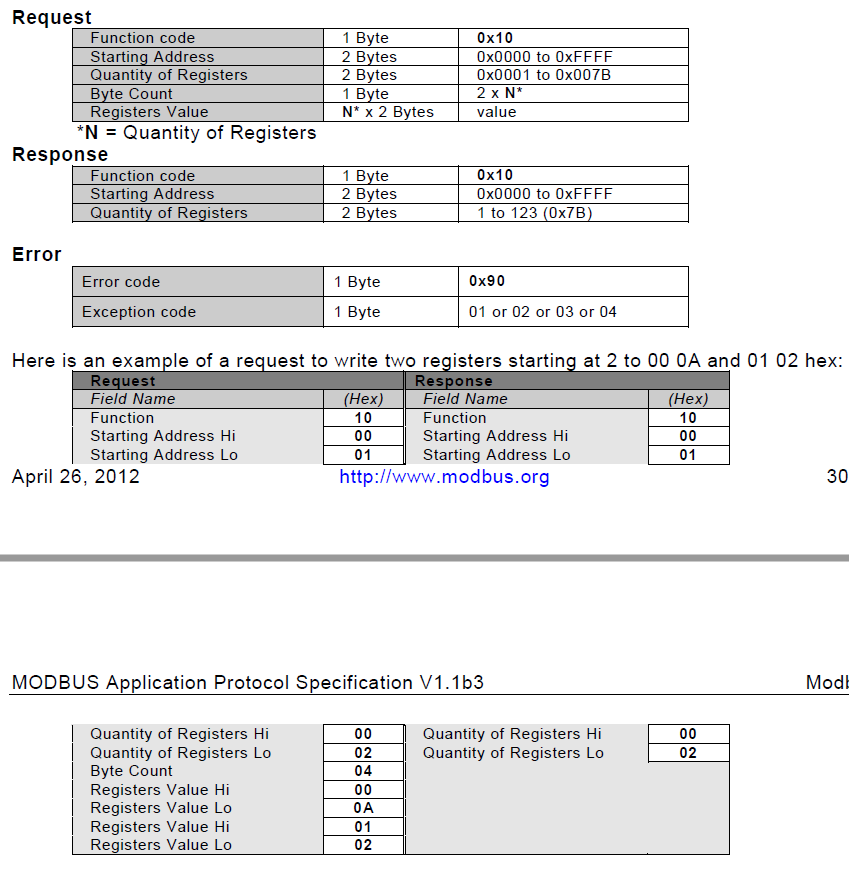 Request
Function code 1 Byte 0x10
Starting Address 2 Bytes 0x0000 to 0xFFFF
Quantity of Registers 2 Bytes 0x0001 to 0x007B
Byte Count 1 Byte 2 x N*
Registers Value N* x 2 Bytes value
*N = Quantity of Registers
Response
Function code 1 Byte 0x10
Starting Address 2 Bytes 0x0000 to 0xFFFF
Quantity of Registers 2 Bytes 1 to 123 (0x7B)
Error
Error code 1 Byte 0x90
Exception code 1 Byte 01 or 02 or 03 or 04
Here is an example of a request to write two registers starting at 2 to 00 0A and 01 02 hex:
Request Response
Field Name (Hex) Field Name (Hex)
Function 10 Function 10
Starting Address Hi 00 Starting Address Hi 00
Starting Address Lo 01 Starting Address Lo 01
April 26, 2012 http://www.modbus.org 30
MODBUS Application Protocol Specification V1.1b3 Modb
Quantity of Registers Hi 00 Quantity of Registers Hi 00
Quantity of Registers Lo 02 Quantity of Registers Lo 02
Byte Count 04
Registers Value Hi 00
Registers Value Lo 0A
Registers Value Hi 01
Registers Value Lo 02